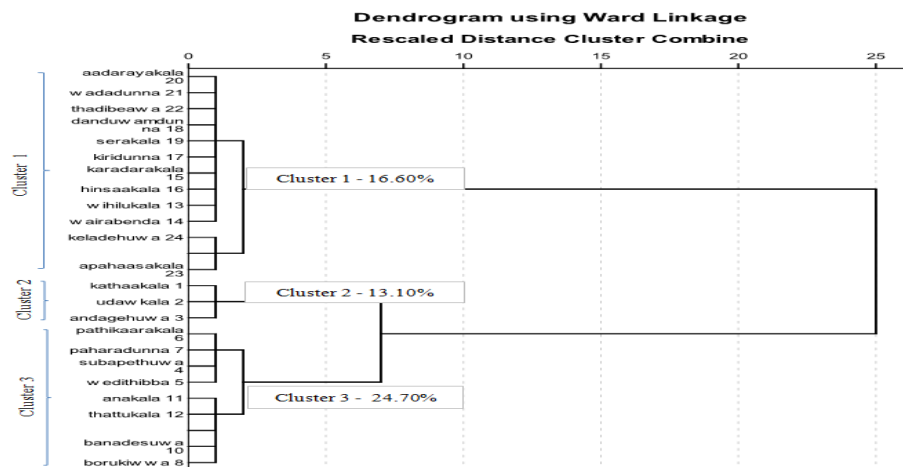 Dendrogram using Ward Linkage
Rescaled Distance Cluster Combine
0 5 10 15 20 25
Cluster 1
aadarayakala
20
w adadunna 21
thadibeaw a 22
danduw amdun
na 18
serakala 19
kiridunna 17
karadarakala
15
hinsaakala 16
w ihilukala 13
w airabenda 14
keladehuw a 24
apahaasakala
23
Cluster 1 - 16.60%
Cluster 2
kathaakala 1
udaw kala 2
andagehuw a 3
Cluster 2 - 13.10%
Cluster 3
pathikaarakala
6
paharadunna 7
subapethuw a
4
w edithibba 5
anakala 11
thattukala 12
banadesuw a
10
borukiw w a 8
Cluster 3 - 24.70%